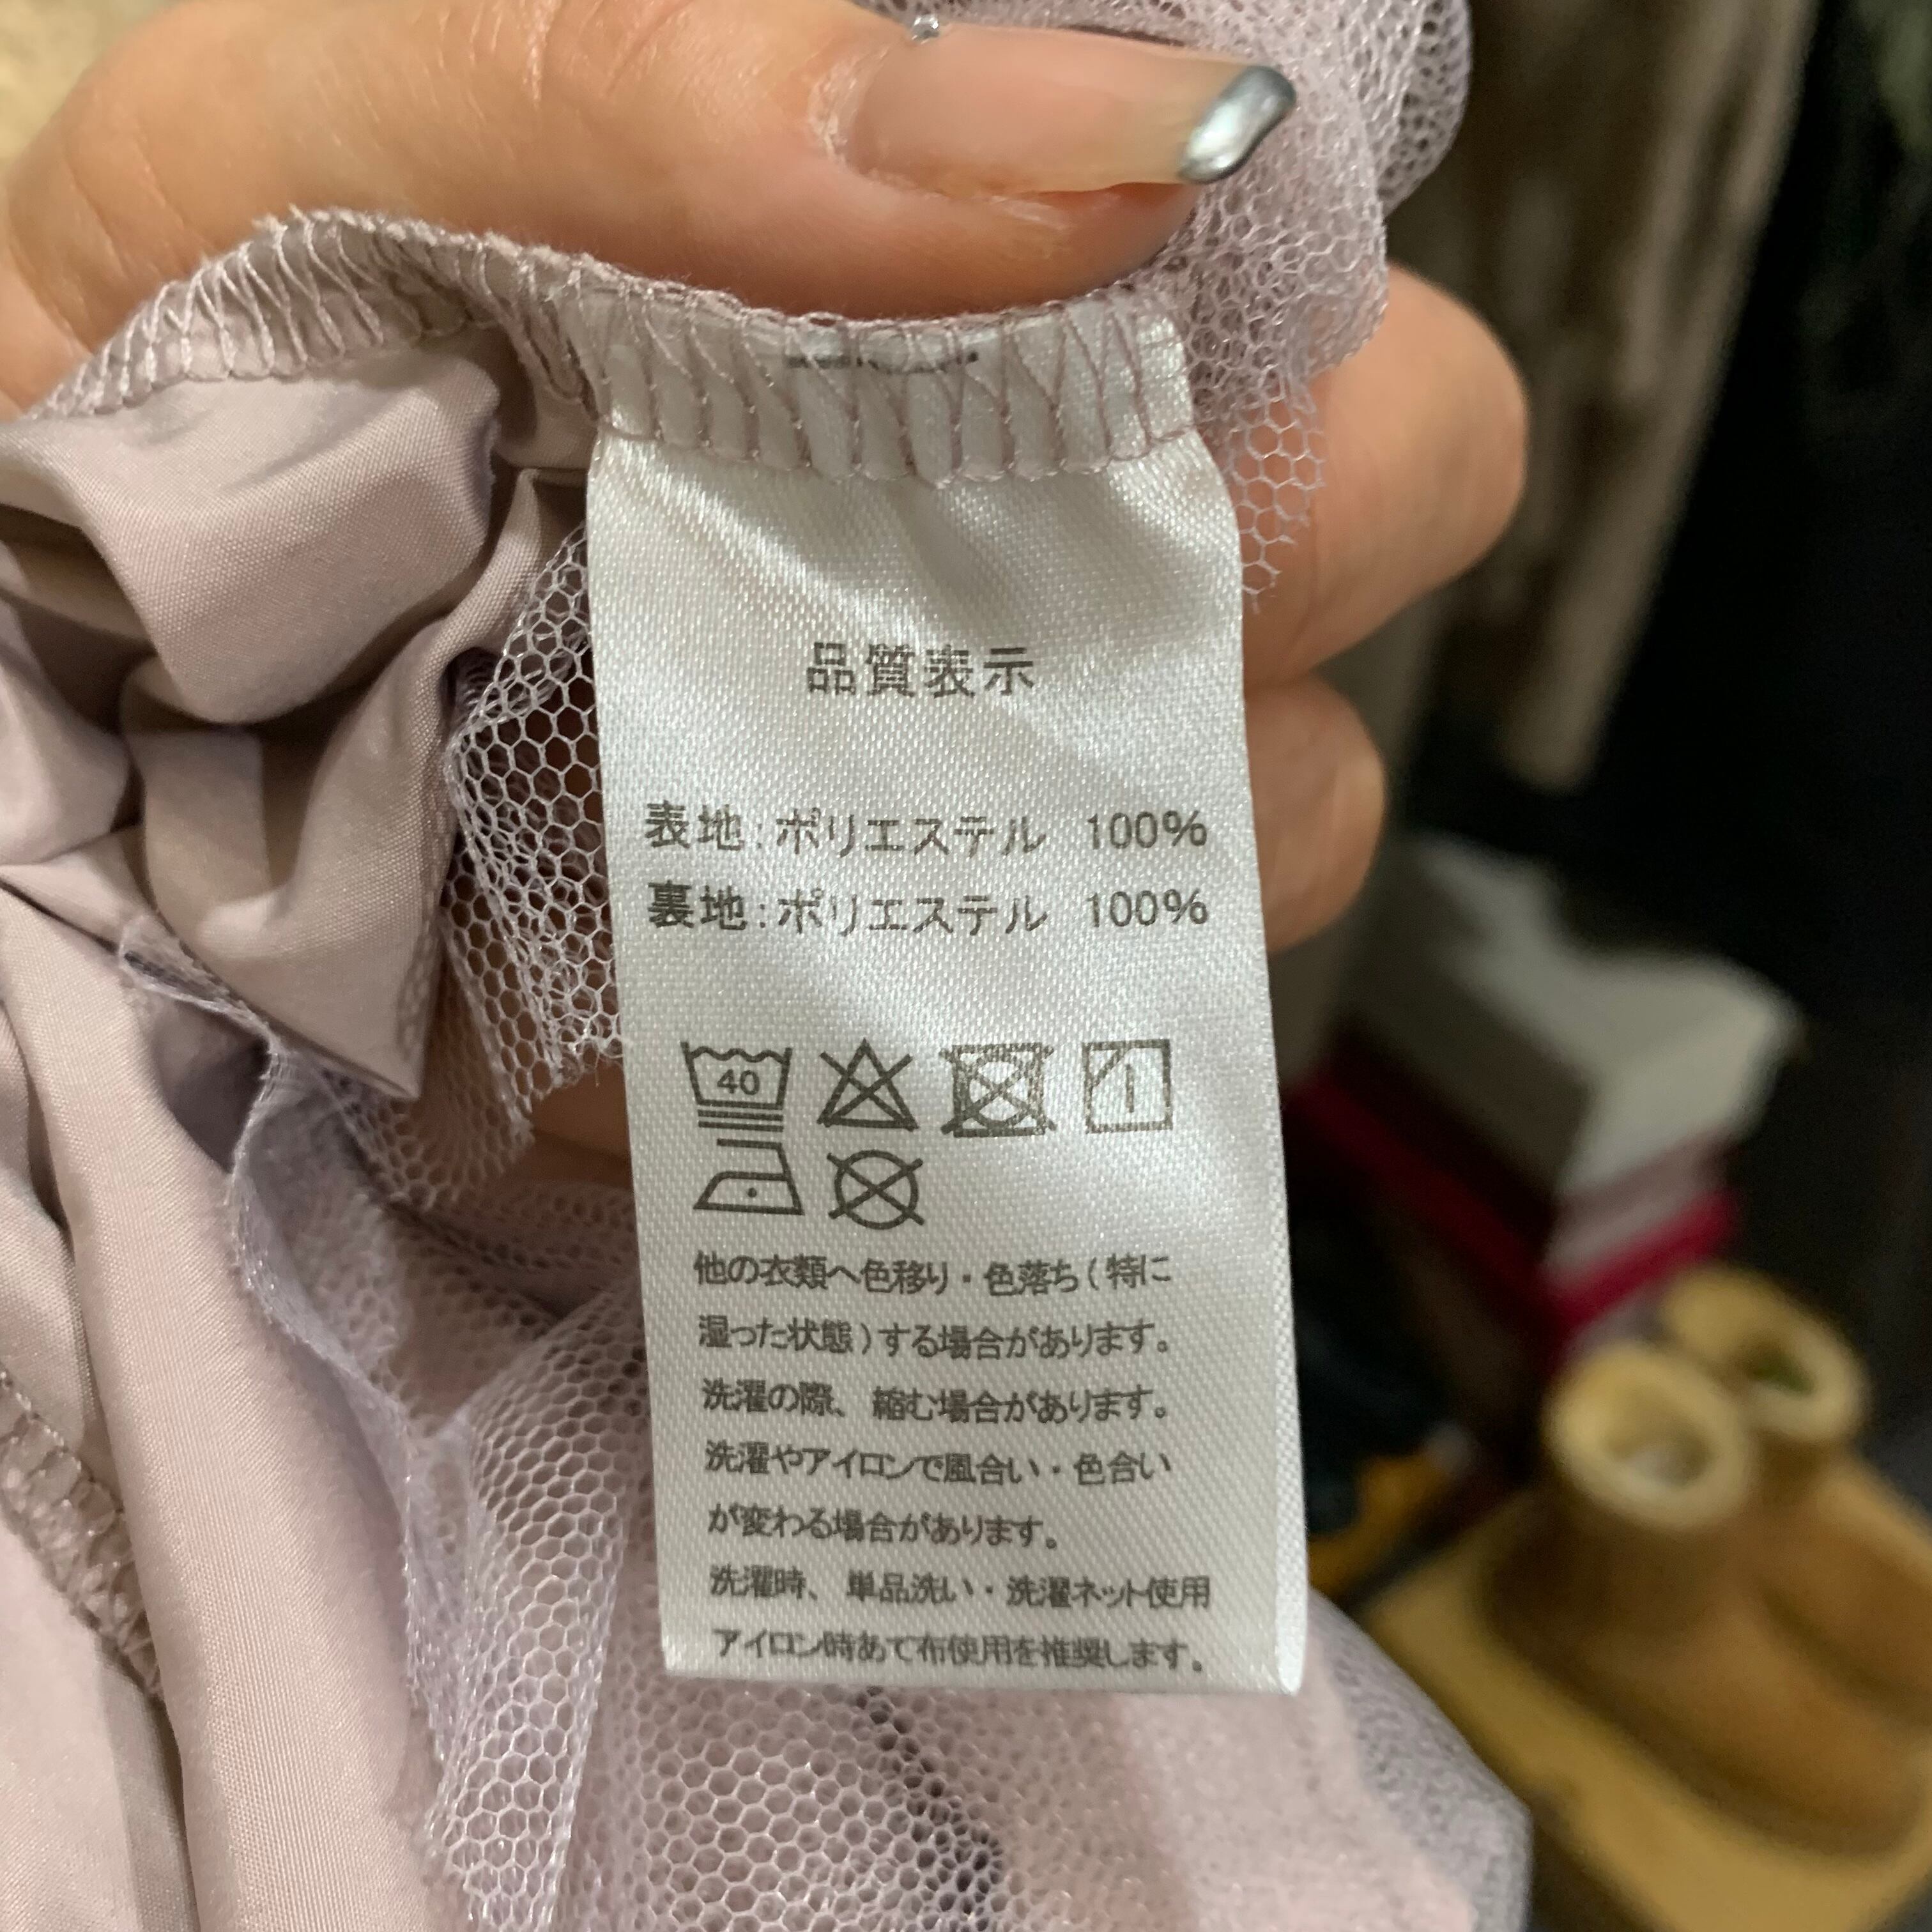 品質表示
表地:ポリエステル 100%
裏地:ポリエステル 100%
40
他の衣類へ色移り・色落ち(特に
湿った状態)する場合があります。
洗濯の際、縮む場合があります。
洗濯やアイロンで風合い・色合い
が変わる場合があります。
洗濯時、単品洗い・洗濯ネット使用
アイロン時あて布使用を推奨します。